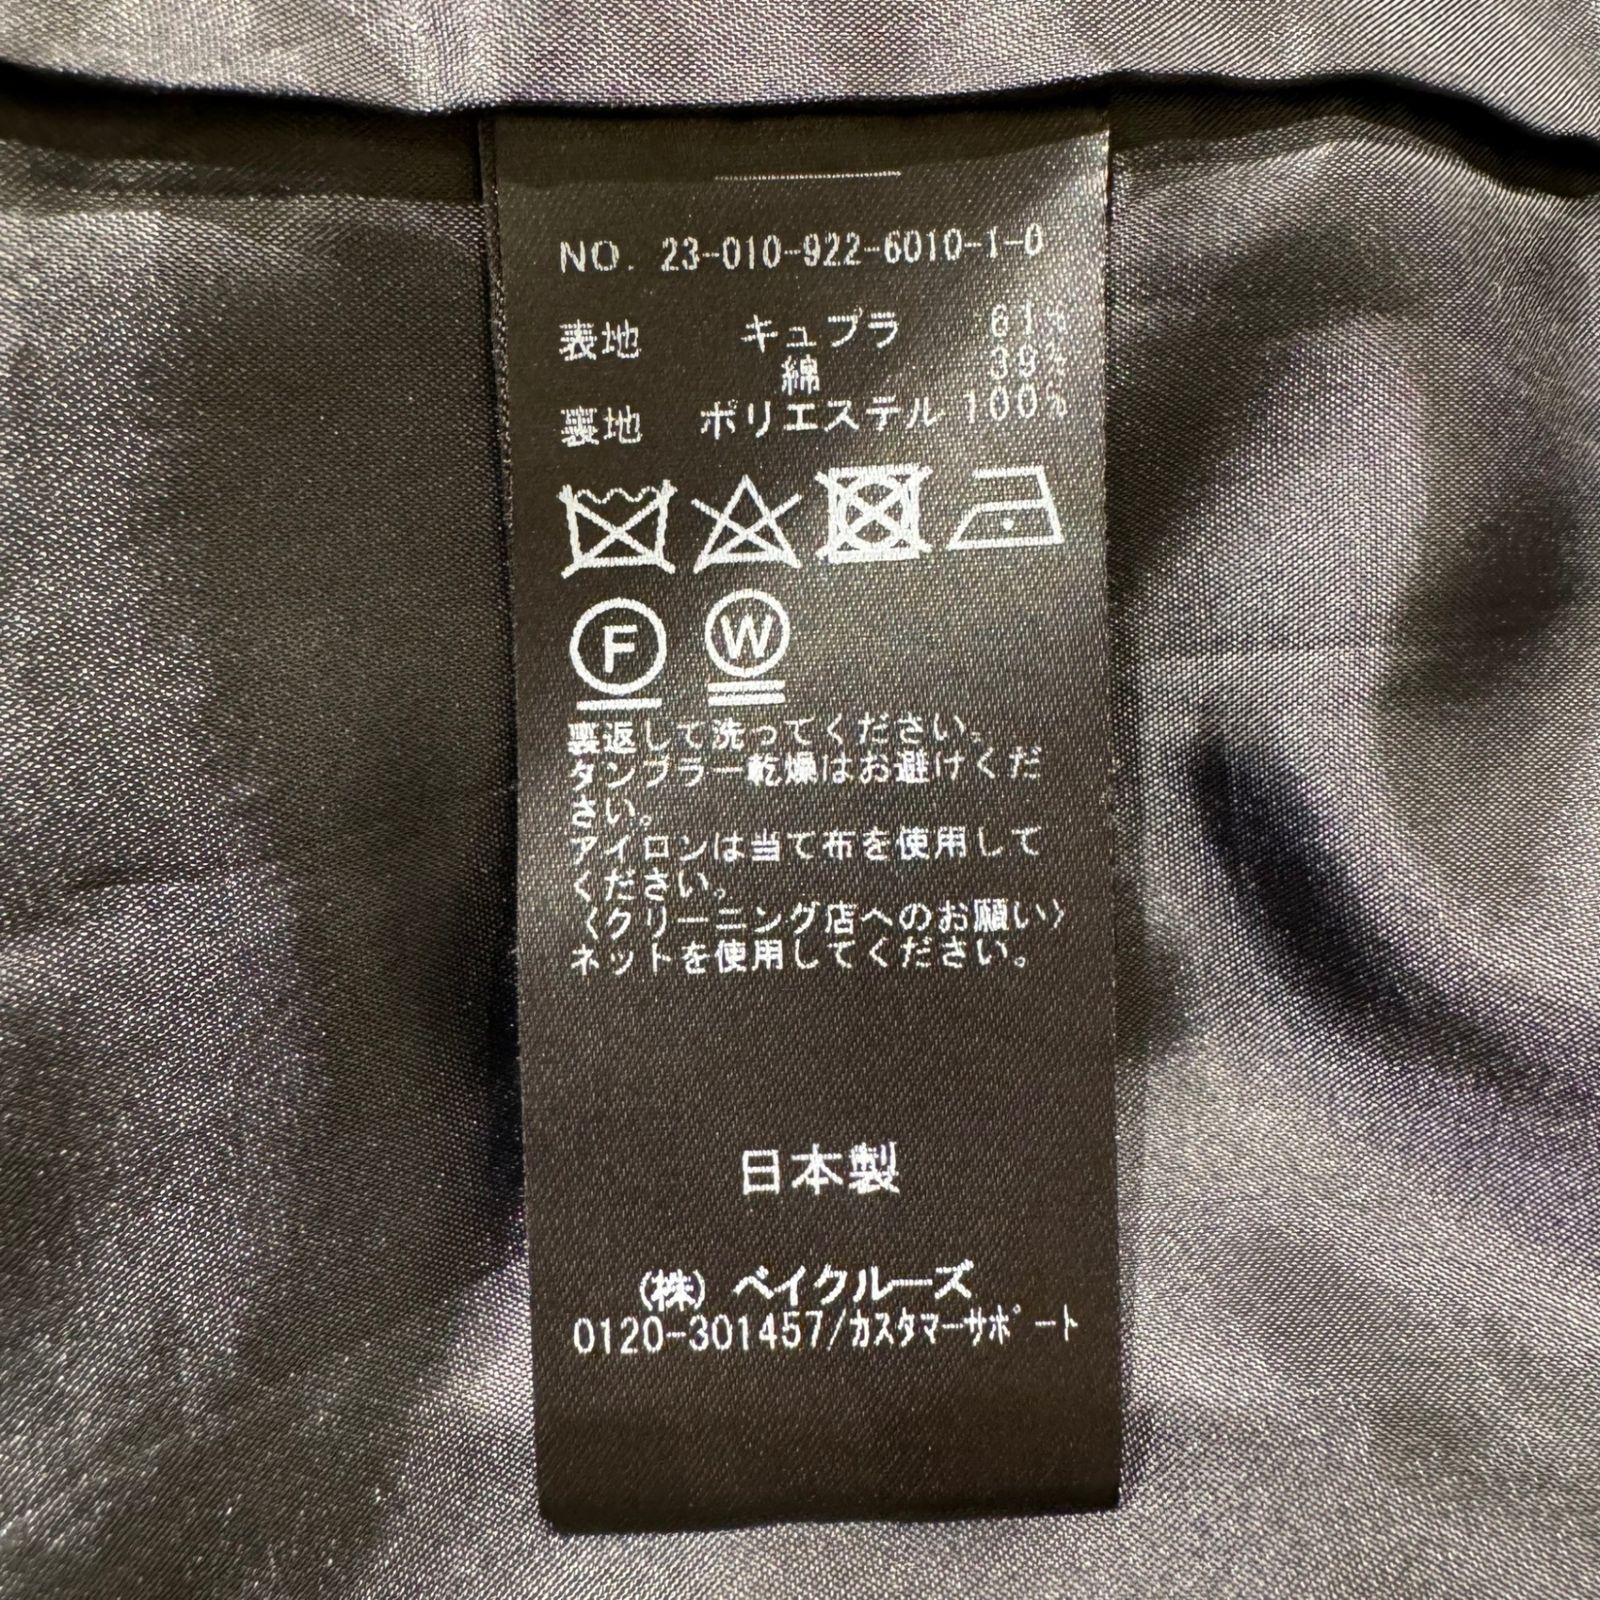 NO. 23-010-922-6010-1-0
表地 キュプラ 61%
綿 39%
裏地 ポリエステル 100%
F W
裏返して洗ってください。
タンブラー乾燥はお避けくだ
さい。
アイロンは当て布を使用して
ください。
〈クリーニング店へのお願い〉
ネットを使用してください。
日本製
(株) ベイクルーズ
0120-301457/カスタマーサポート